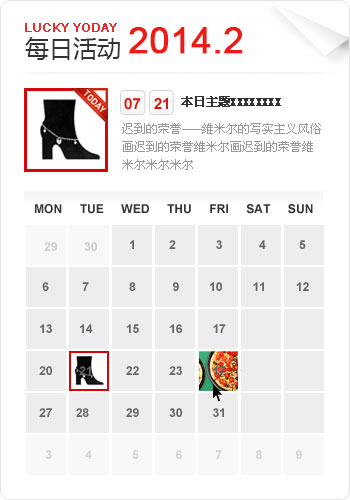 LUCKY YODAY
每日活动 2014.2
TODAY
07 21 本日主题xxxxxxxx
迟到的荣誉——维米尔的写实主义风俗
画迟到的荣誉维米尔画迟到的荣誉维
米尔米尔米尔
MON TUE WED THU FRI SAT SUN
29 30 1 2 3 4 5
6 7 8 9 10 11 12
13 14 15 16 17
20 21 22 23
27 28 29 30 31
3 4 5 6 7 8 9